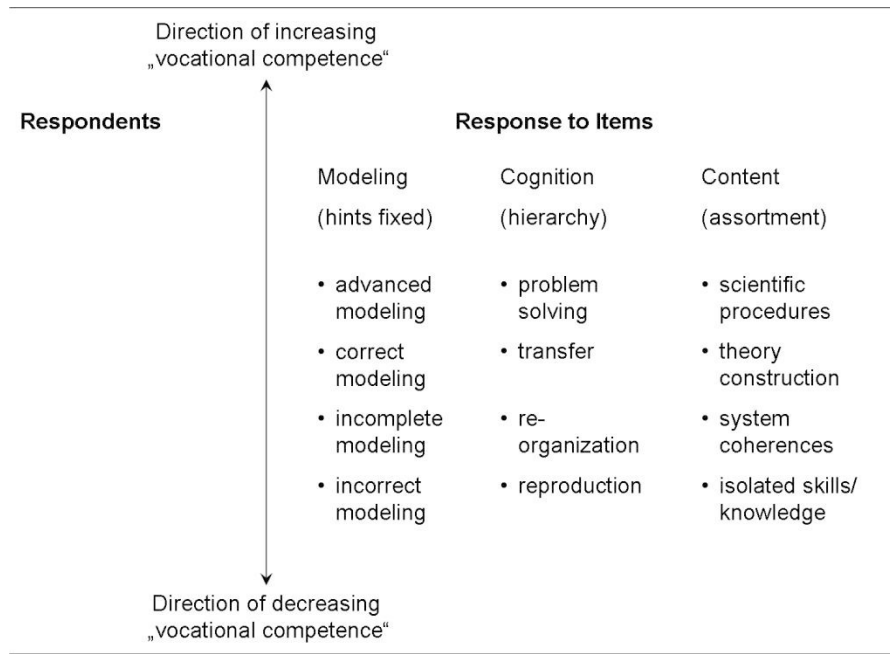 Direction of increasing
„vocational competence“
Respondents
Response to Items
Modeling
(hints fixed)
• advanced
modeling
• correct
modeling
• incomplete
modeling
• incorrect
modeling
Cognition
(hierarchy)
• problem
solving
• transfer
• re-
organization
• reproduction
Content
(assortment)
• scientific
procedures
• theory
construction
• system
coherences
• isolated skills/
knowledge
Direction of decreasing
„vocational competence“